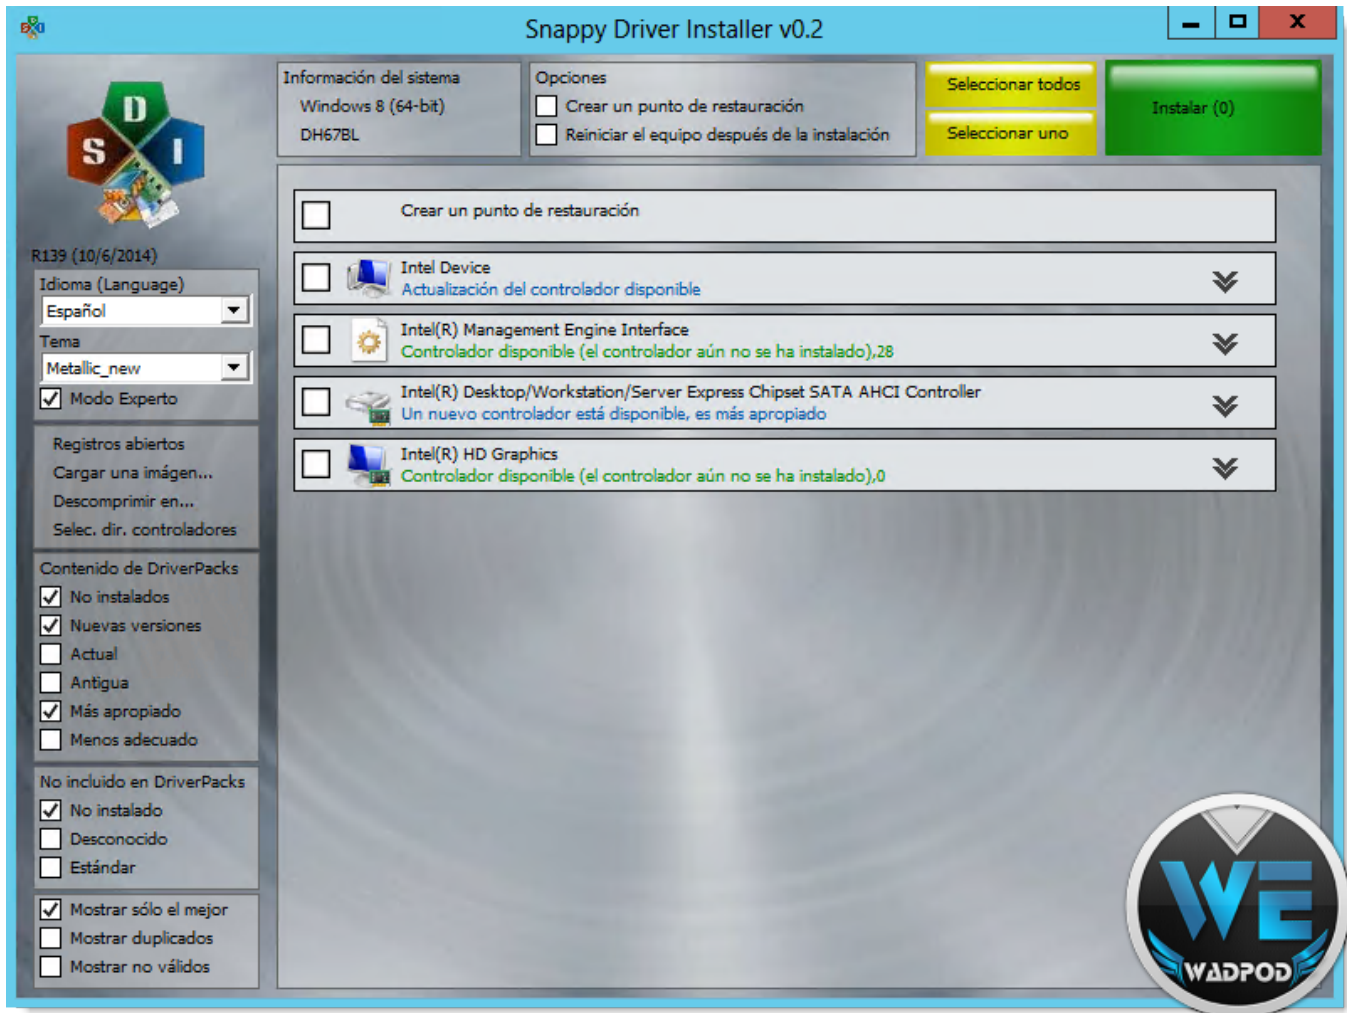 Snappy Driver Installer v0.2
S D I
R139 (10/6/2014)
Idioma (Language)
Español
Tema
Metallic_new
Modo Experto
Registros abiertos
Cargar una imágen...
Descomprimir en...
Selec. dir. controladores
Contenido de DriverPacks
No instalados
Nuevas versiones
Actual
Antigua
Más apropiado
Menos adecuado
No incluido en DriverPacks
No instalado
Desconocido
Estándar
Mostrar sólo el mejor
Mostrar duplicados
Mostrar no válidos
Información del sistema
Windows 8 (64-bit)
DH67BL
Opciones
Crear un punto de restauración
Reiniciar el equipo después de la instalación
Seleccionar todos
Seleccionar uno
Instalar (0)
Crear un punto de restauración
Intel Device
Actualización del controlador disponible
Intel(R) Management Engine Interface
Controlador disponible (el controlador aún no se ha instalado),28
Intel(R) Desktop/Workstation/Server Express Chipset SATA AHCI Controller
Un nuevo controlador está disponible, es más apropiado
Intel(R) HD Graphics
Controlador disponible (el controlador aún no se ha instalado),0
WE
WADPOD